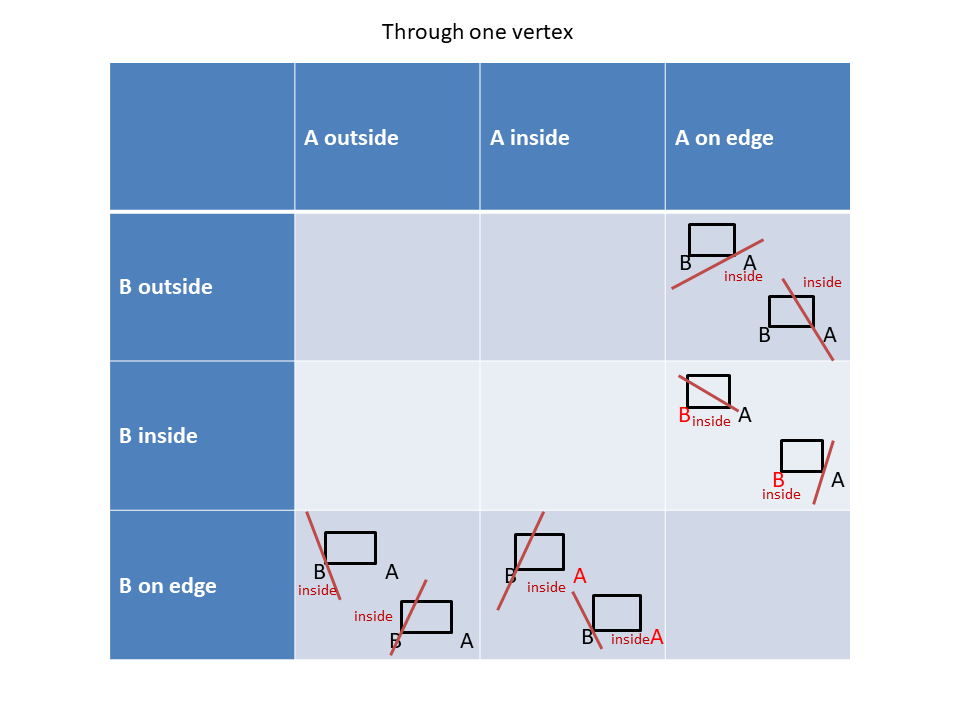 Through one vertex
A outside
A inside
A on edge
B outside
B A
inside
inside
B A
B inside
B inside A
B A
inside
B on edge
B A
inside
inside
B A
B inside A
B inside A